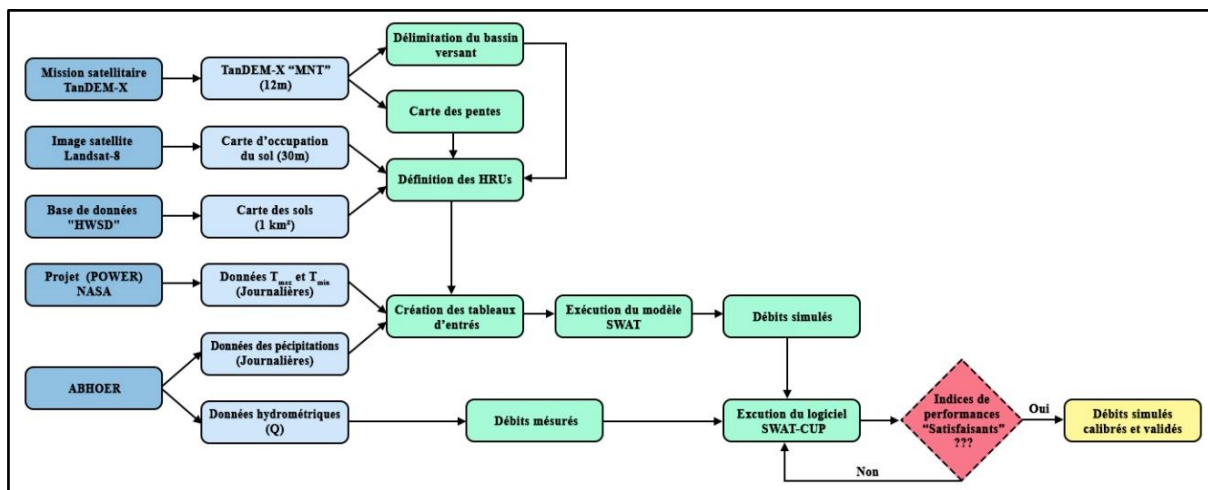 Mission satellitaire
TanDEM-X
TanDEM-X “MNT”
(12m)
Délimitation du bassin
versant
Carte des pentes
Image satellite
Landsat-8
Carte d’occupation
du sol (30m)
Définition des HRUs
Base de données
"HWSD"
Carte des sols
(1 km²)
Projet (POWER)
NASA
Données Tmax et Tmin
(Journalières)
Création des tableaux
d’entrés
Exécution du modèle
SWAT
Débits simulés
ABHOER
Données des pécipitations
(Journalières)
Données hydrométriques
(Q)
Débits mésurés
Excution du logiciel
SWAT-CUP
Indices de
performances
“Satisfaisants”
???
Oui
Non
Débits simulés
calibrés et validés